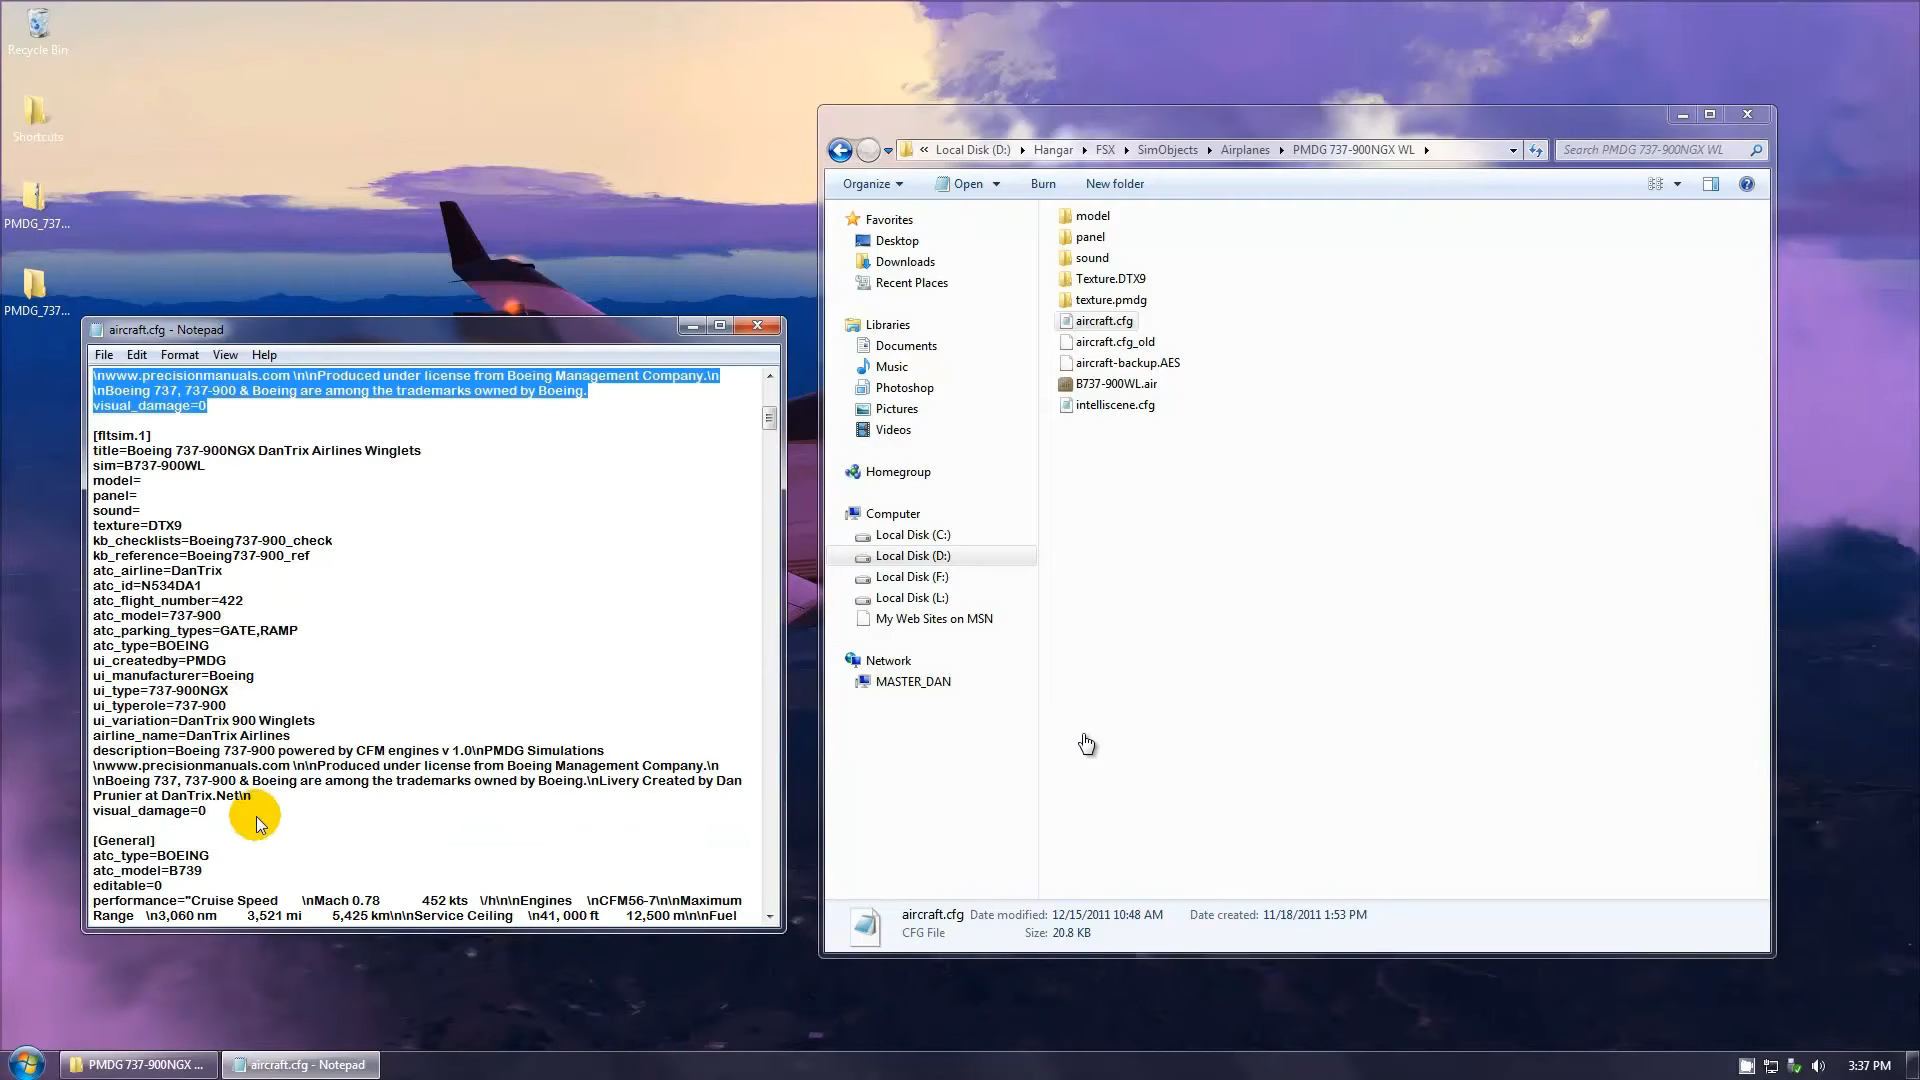 Recycle Bin
Shortcuts
PMDG_737...
PMDG_737...
aircraft.cfg - Notepad
File Edit Format View Help
\nwww.precisionmanuals.com \n\nProduced under license from Boeing Management Company.\n
\nBoeing 737, 737-900 & Boeing are among the trademarks owned by Boeing.
visual_damage=0
[fltsim.1]
title=Boeing 737-900NGX DanTrix Airlines Winglets
sim=B737-900WL
model=
panel=
sound=
texture=DTX9
kb_checklists=Boeing737-900_check
kb_reference=Boeing737-900_ref
atc_airline=DanTrix
atc_id=N534DA1
atc_flight_number=422
atc_model=737-900
atc_parking_types=GATE,RAMP
atc_type=BOEING
ui_createdby=PMDG
ui_manufacturer=Boeing
ui_type=737-900NGX
ui_typerole=737-900
ui_variation=DanTrix 900 Winglets
airline_name=DanTrix Airlines
description=Boeing 737-900 powered by CFM engines v 1.0\nPMDG Simulations
\nwww.precisionmanuals.com \n\nProduced under license from Boeing Management Company.\n
\nBoeing 737, 737-900 & Boeing are among the trademarks owned by Boeing.\nLivery Created by Dan
Prunier at DanTrix.Net\n
visual_damage=0
[General]
atc_type=BOEING
atc_model=B739
editable=0
performance="Cruise Speed \nMach 0.78 452 kts \/h\n\nEngines \nCFM56-7\n\nMaximum
Range \n3,060 nm 3,521 mi 5,425 km\n\nService Ceiling \n41, 000 ft 12,500 m\n\nFuel
« Local Disk (D:) Hangar FSX SimObjects Airplanes PMDG 737-900NGX WL
Search PMDG 737-900NGX WL
Organize Open Burn New folder
Favorites
Desktop
Downloads
Recent Places
Libraries
Documents
Music
Photoshop
Pictures
Videos
Homegroup
Computer
Local Disk (C:)
Local Disk (D:)
Local Disk (F:)
Local Disk (L:)
My Web Sites on MSN
Network
MASTER_DAN
model
panel
sound
Texture.DTX9
texture.pmdg
aircraft.cfg
aircraft.cfg_old
aircraft-backup.AES
B737-900WL.air
intelliscene.cfg
aircraft.cfg Date modified: 12/15/2011 10:48 AM Date created: 11/18/2011 1:53 PM
CFG File Size: 20.8 KB
PMDG 737-900NGX ... aircraft.cfg - Notepad 3:37 PM